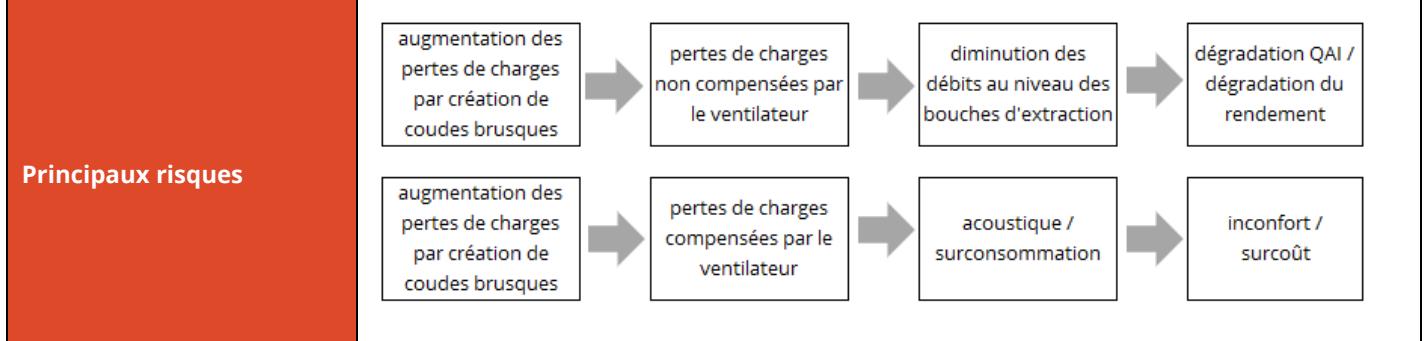 Principaux risques
augmentation des
pertes de charges
par création de
coudes brusques
pertes de charges
non compensées par
le ventilateur
diminution des
débits au niveau des
bouches d'extraction
dégradation QAI /
dégradation du
rendement
augmentation des
pertes de charges
par création de
coudes brusques
pertes de charges
compensées par le
ventilateur
acoustique /
surconsommation
inconfort /
surcoût